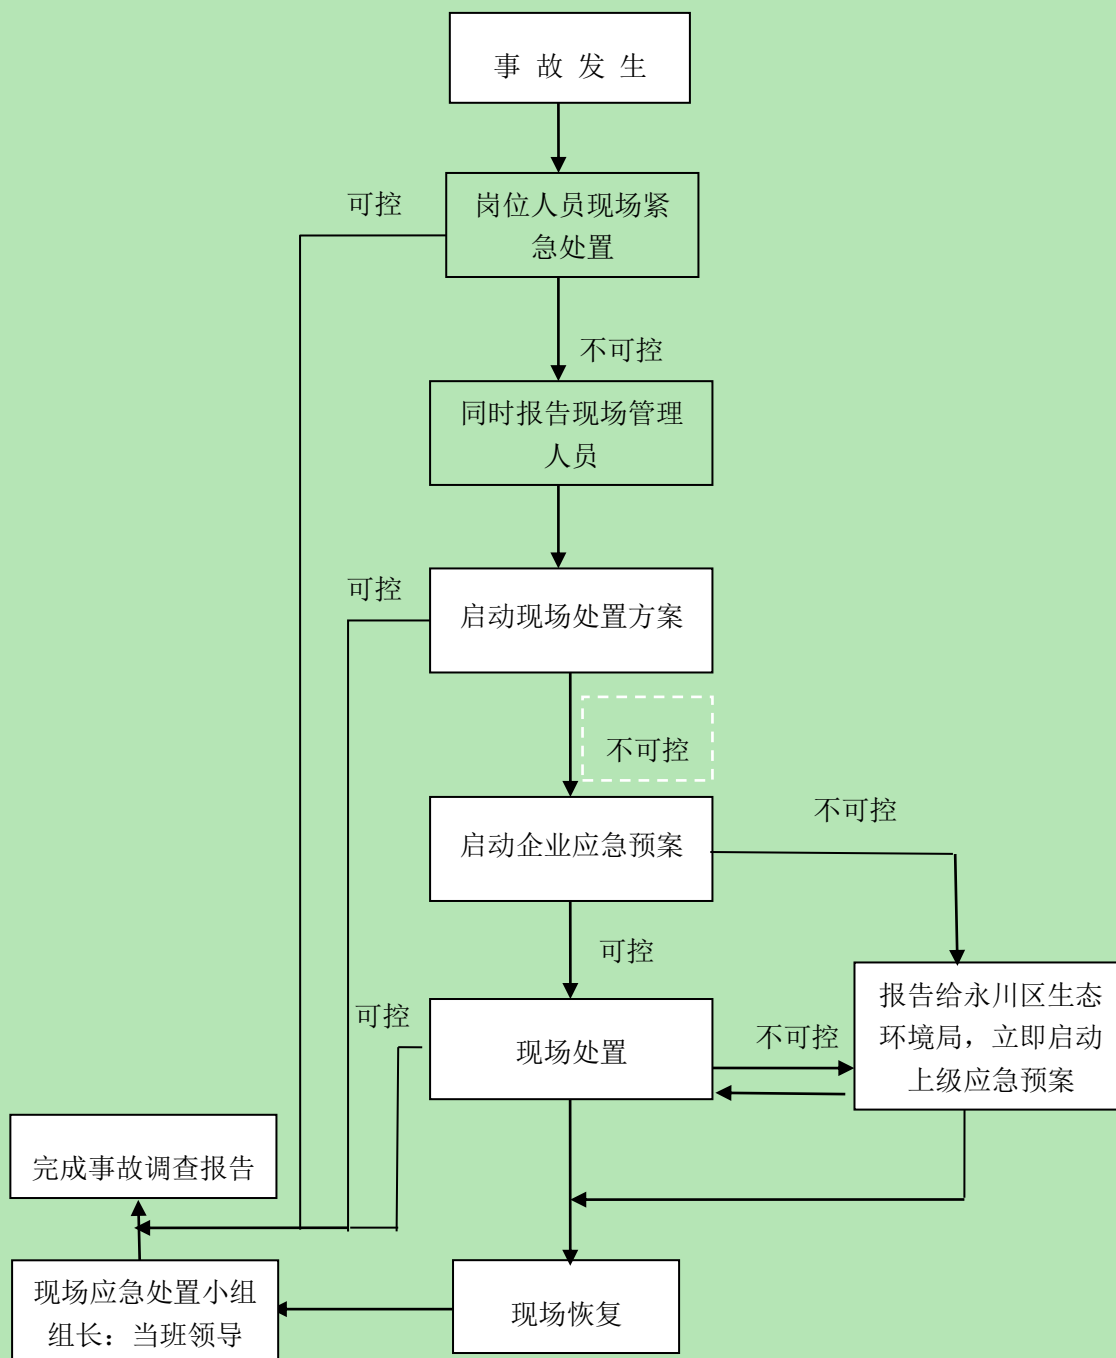 事 故 发 生
可控
岗位人员现场紧
急处置
不可控
同时报告现场管理
人员
可控
启动现场处置方案
不可控
启动企业应急预案
不可控
可控
可控
现场处置
不可控
报告给永川区生态
环境局，立即启动
上级应急预案
完成事故调查报告
现场应急处置小组
组长：当班领导
现场恢复